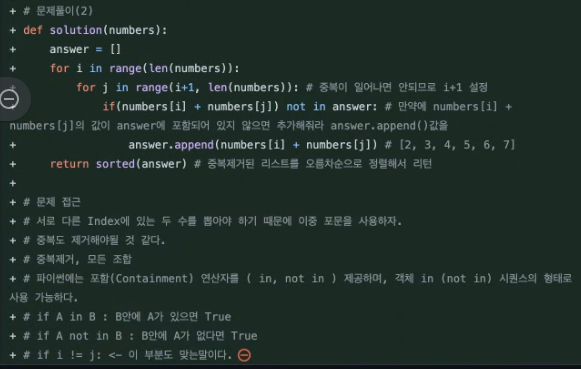 + # 문제풀이(2)
+ def solution(numbers):
+     answer = []
+     for i in range(len(numbers)):
+         for j in range(i+1, len(numbers)): # 중복이 일어나면 안되므로 i+1 설정
+             if(numbers[i] + numbers[j]) not in answer: # 만약에 numbers[i] +
numbers[j]의 값이 answer에 포함되어 있지 않으면 추가해줘라 answer.append()값을
+                 answer.append(numbers[i] + numbers[j]) # [2, 3, 4, 5, 6, 7]
+     return sorted(answer) # 중복제거된 리스트를 오름차순으로 정렬해서 리턴
+
+ # 문제 접근
+ # 서로 다른 Index에 있는 두 수를 뽑아야 하기 때문에 이중 포문을 사용하자.
+ # 중복도 제거해야될 것 같다.
+ # 중복제거, 모든 조합
+ # 파이썬에는 포함(Containment) 연산자를 ( in, not in ) 제공하며, 객체 in (not in) 시퀀스의 형태로
사용 가능하다.
+ # if A in B : B안에 A가 있으면 True
+ # if A not in B : B안에 A가 없다면 True
+ # if i != j: <- 이 부분도 맞는말이다.